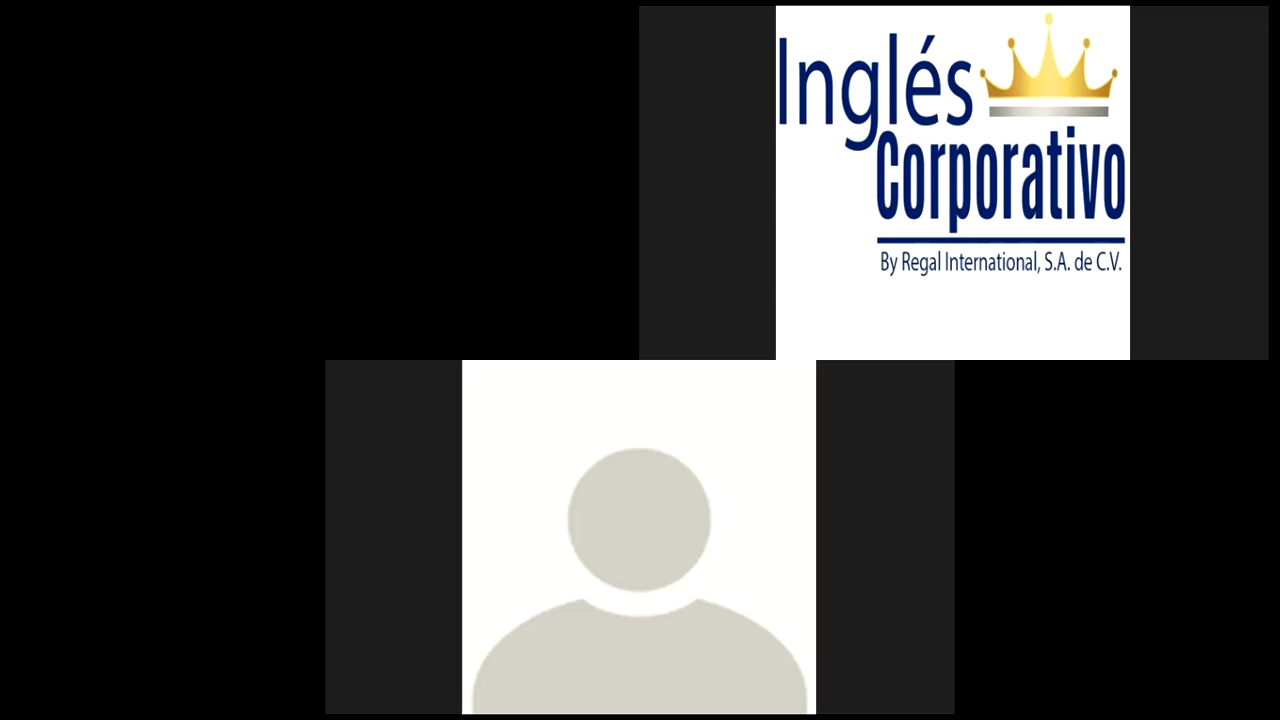 Inglés
Corporativo
By Regal International, S.A. de C.V.